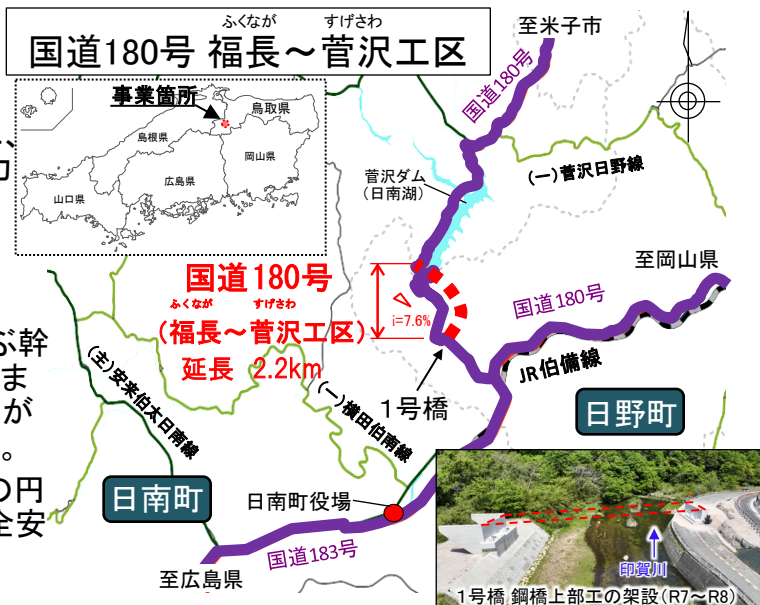 ふくなが すげさわ
国道180号 福長～菅沢工区
事業箇所
鳥取県
島根県
岡山県
広島県
山口県
至米子市
国道180号
菅沢ダム
(日南湖)
(一)菅沢日野線
至岡山県
国道180号
国道180号
ふくなが すげさわ
(福長～菅沢工区)
延長 2.2km
i=7.6%
1号橋
JR伯備線
日野町
(主)安来伯太日南線
(一)横田伯南線
日南町
日南町役場
国道183号
至広島県
ぶ幹
ま
が
。
の円
全安
印賀川
1号橋 鋼橋上部工の架設(R7～R8)